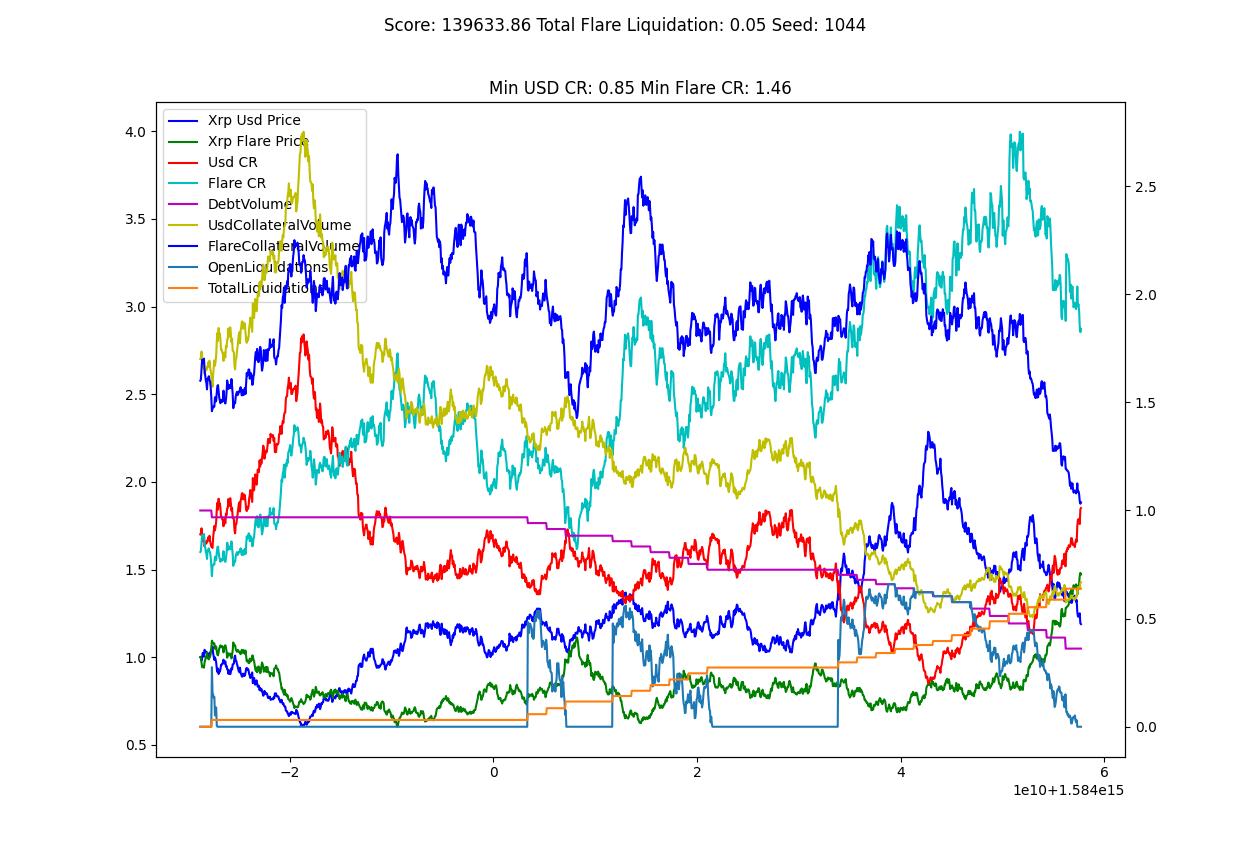 Score: 139633.86 Total Flare Liquidation: 0.05 Seed: 1044
Min USD CR: 0.85 Min Flare CR: 1.46
Xrp Usd Price
Xrp Flare Price
Usd CR
Flare CR
DebtVolume
UsdCollateralVolume
FlareCollateralVolume
OpenLiquidations
TotalLiquidations
4.0
3.5
3.0
2.5
2.0
1.5
1.0
0.5
2.5
2.0
1.5
1.0
0.5
0.0
−2 0 2 4 6
1e10+1.584e15